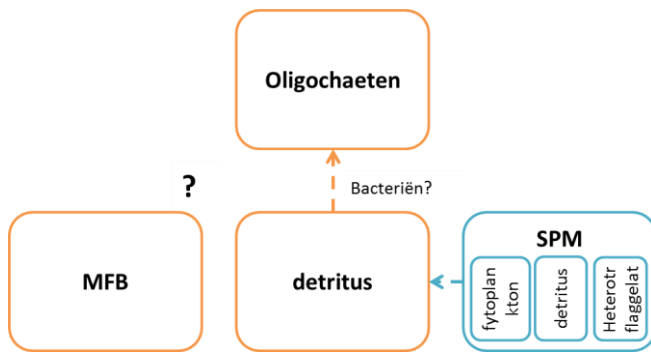 Oligochaeten
?
Bacteriën?
MFB
detritus
SPM
fytoplan
kton
detritus
Heterotr
flaggelat